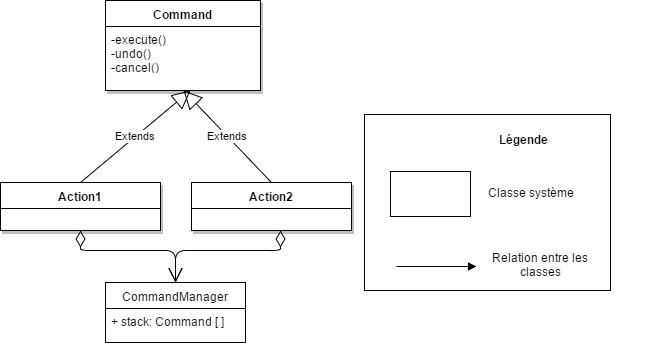 Command
-execute()
-undo()
-cancel()
Extends
Extends
Action1
Action2
CommandManager
+ stack: Command [ ]
Légende
Classe système
Relation entre les
classes